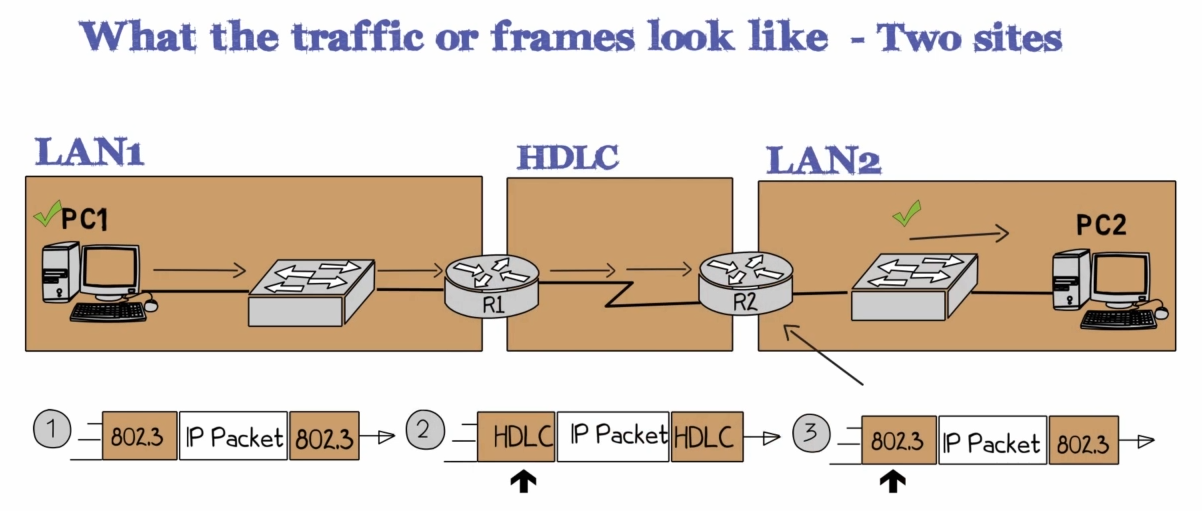 What the traffic or frames look like - Two sites
LAN1
HDLC
LAN2
PC1
PC2
R1
R2
1 802.3 IP Packet 802.3
2 HDLC IP Packet HDLC
3 802.3 IP Packet 802.3